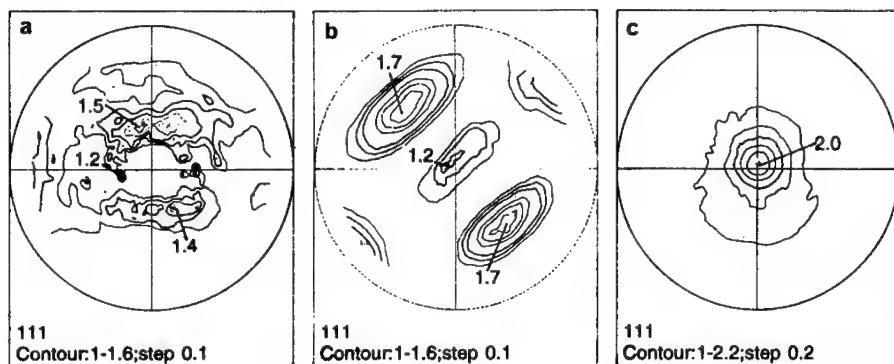 a
1.5
1.2
1.4
111
Contour:1-1.6;step 0.1
b
1.7
1.2
1.7
111
Contour:1-1.6;step 0.1
c
2.0
111
Contour:1-2.2;step 0.2